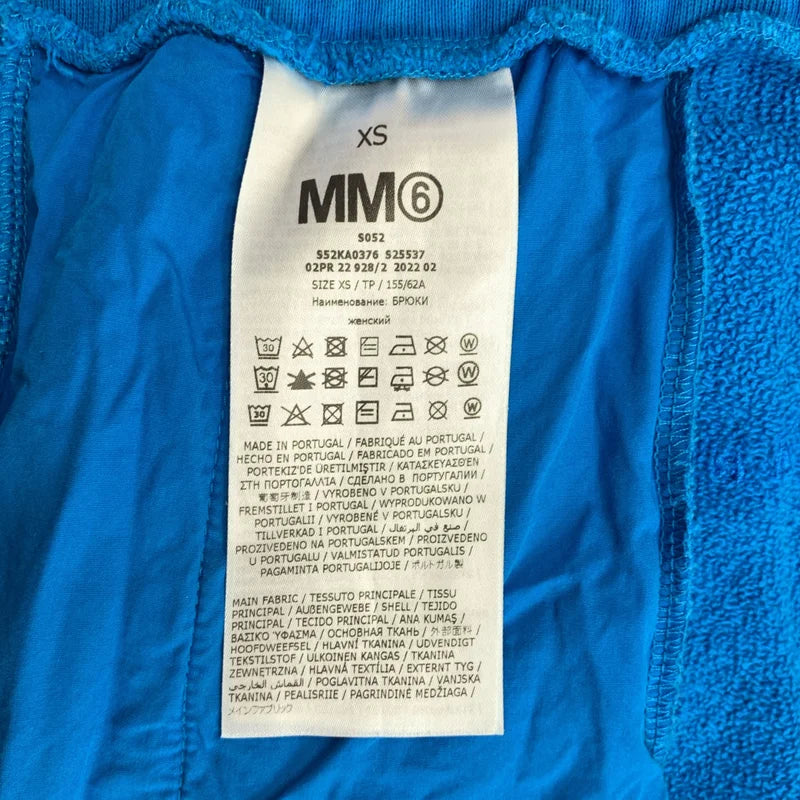 XS
MM⑥
S052
S52KA0376 S25537
02PR 22 928/2 2022 02
SIZE XS / TP / 155/62A
Наименование: БРЮКИ
женский
30 W
30 W
30 W
MADE IN PORTUGAL / FABRIQUÉ AU PORTUGAL /
HECHO EN PORTUGAL / FABRICADO EM PORTUGAL /
PORTEKIZ'DE ÜRETILMIŞTIR / ΚΑΤΑΣΚΕΥΑΣΘΕΝ
ΣΤΗ ΠΟΡΤΟΓΑΛΛΙΑ / СДЕЛАНО В ПОРТУГАЛИИ /
葡萄牙制造 / VYROBENO V PORTUGALSKU /
FREMSTILLET I PORTUGAL / WYPRODUKOWANO W
PORTUGALII / VYROBENÉ V PORTUGALSKU /
TILLVERKAD I PORTUGAL / صنع في البرتغال /
PROIZVEDENO NA PORTUGALSKEM / PROIZVEDENO
U PORTUGALU / VALMISTATUD PORTUGALIS /
PAGAMINTA PORTUGALIJOJE / ポルトガル製
MAIN FABRIC / TESSUTO PRINCIPALE / TISSU
PRINCIPAL / AUßENGEWEBE / SHELL / TEJIDO
PRINCIPAL / TECIDO PRINCIPAL / ANA KUMAŞ /
ΒΑΣΙΚΟ ΎΦΑΣΜΑ / ОСНОВНАЯ ТКАНЬ / 外部面料 /
HOOFDWEEFSEL / HLAVNÍ TKANINA / UDVENDIGT
TEKSTILSTOF / ULKOINEN KANGAS / TKANINA
ZEWNĘTRZNA / HLAVNÁ TEXTÍLIA / EXTERNT TYG /
القماش الخارجي / POGLAVITNA TKANINA / VANJSKA
TKANINA / PEALISRIIE / PAGRINDINĖ MEDŽIAGA /
メインファブリック